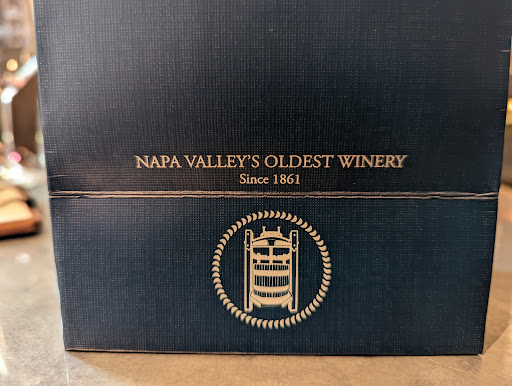 NAPA VALLEY'S OLDEST WINERY
Since 1861